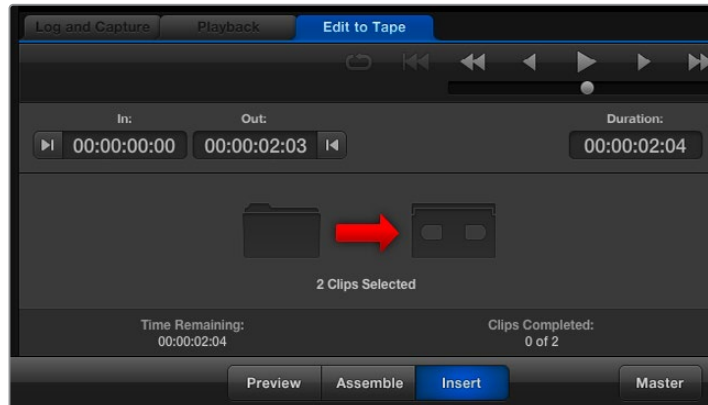 Log and Capture Playback Edit to Tape
In: Out: Duration:
00:00:00:00 00:00:02:03 00:00:02:04
2 Clips Selected
Time Remaining: Clips Completed:
00:00:02:04 0 of 2
Preview Assemble Insert Master